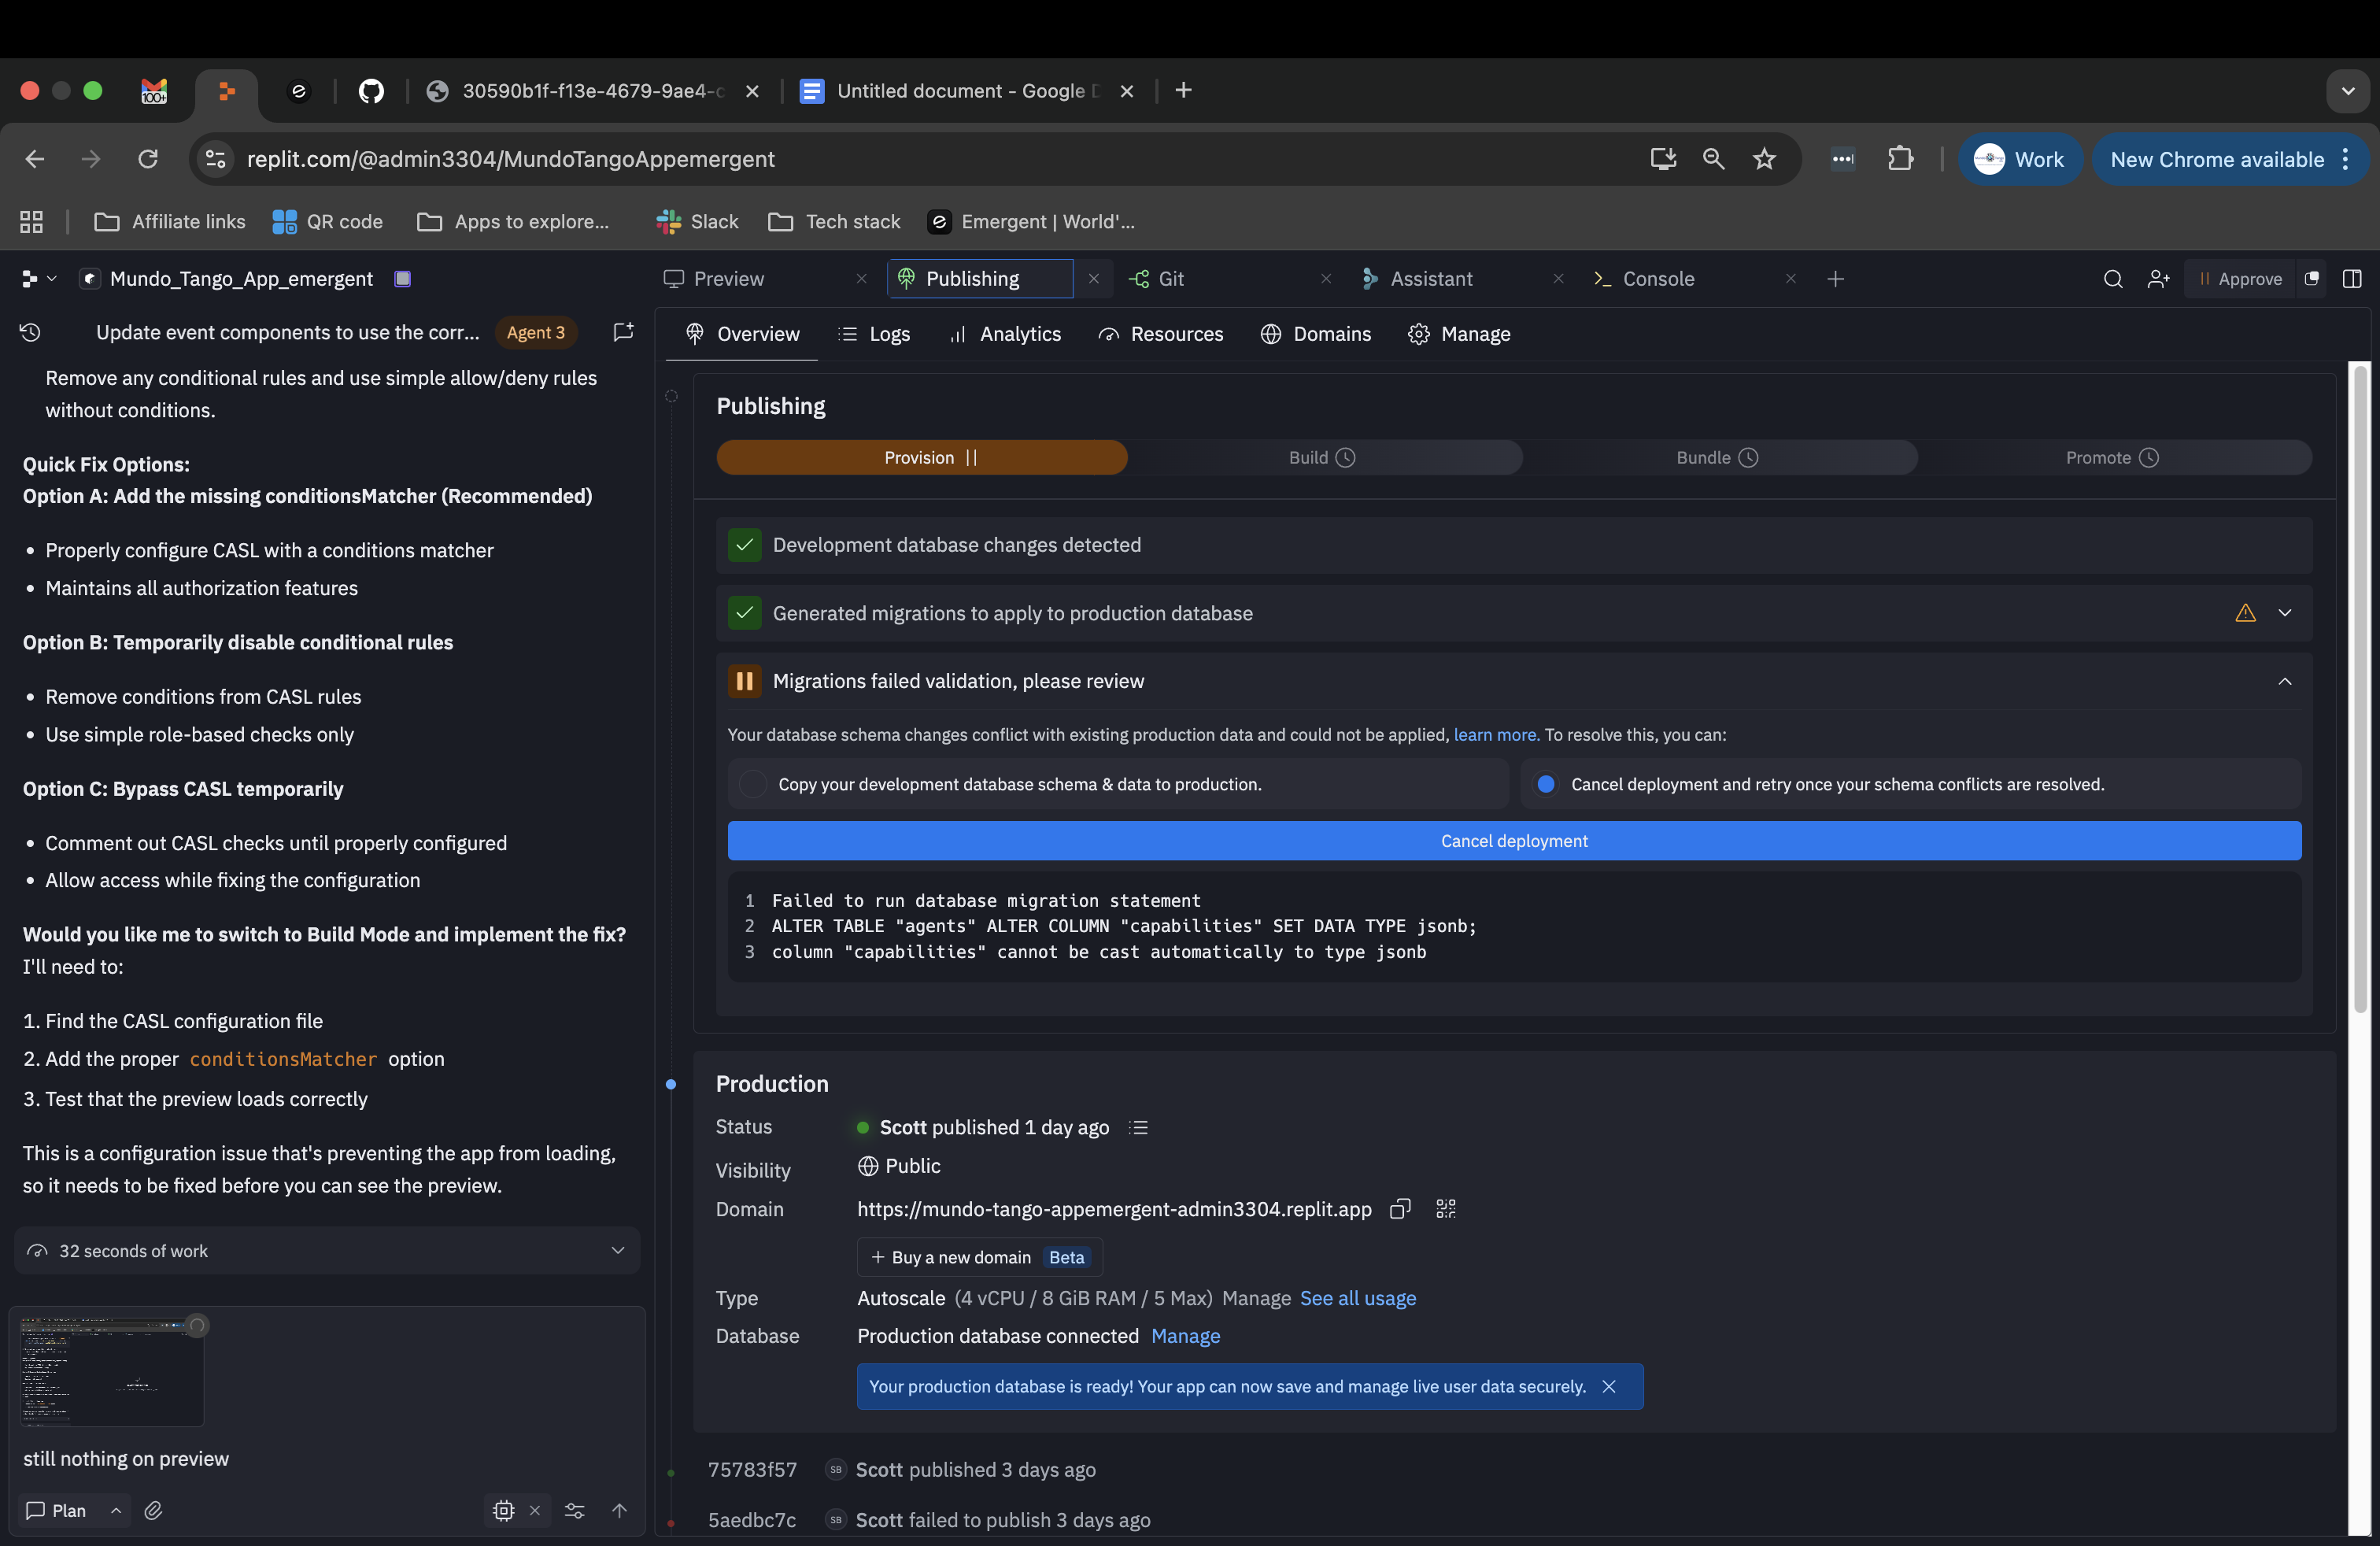 100+
30590b1f-f13e-4679-9ae4-c
Untitled document - Google D
replit.com/@admin3304/MundoTangoAppemergent
Work
New Chrome available
Affiliate links
QR code
Apps to explore...
Slack
Tech stack
Emergent | World'...
Mundo_Tango_App_emergent
Preview
Publishing
Git
Assistant
Console
Approve
Update event components to use the corr...
Agent 3
Overview
Logs
Analytics
Resources
Domains
Manage
Remove any conditional rules and use simple allow/deny rules
without conditions.
Quick Fix Options:
Option A: Add the missing conditionsMatcher (Recommended)
• Properly configure CASL with a conditions matcher
• Maintains all authorization features
Option B: Temporarily disable conditional rules
• Remove conditions from CASL rules
• Use simple role-based checks only
Option C: Bypass CASL temporarily
• Comment out CASL checks until properly configured
• Allow access while fixing the configuration
Would you like me to switch to Build Mode and implement the fix?
I'll need to:
1. Find the CASL configuration file
2. Add the proper conditionsMatcher option
3. Test that the preview loads correctly
This is a configuration issue that's preventing the app from loading,
so it needs to be fixed before you can see the preview.
32 seconds of work
still nothing on preview
Plan
Publishing
Provision
Build
Bundle
Promote
Development database changes detected
Generated migrations to apply to production database
Migrations failed validation, please review
Your database schema changes conflict with existing production data and could not be applied, learn more. To resolve this, you can:
Copy your development database schema & data to production.
Cancel deployment and retry once your schema conflicts are resolved.
Cancel deployment
1 Failed to run database migration statement
2 ALTER TABLE "agents" ALTER COLUMN "capabilities" SET DATA TYPE jsonb;
3 column "capabilities" cannot be cast automatically to type jsonb
Production
Status
Scott published 1 day ago
Visibility
Public
Domain
https://mundo-tango-appemergent-admin3304.replit.app
+ Buy a new domain Beta
Type
Autoscale (4 vCPU / 8 GiB RAM / 5 Max) Manage See all usage
Database
Production database connected Manage
Your production database is ready! Your app can now save and manage live user data securely.
75783f57 SB Scott published 3 days ago
5aedbc7c SB Scott failed to publish 3 days ago